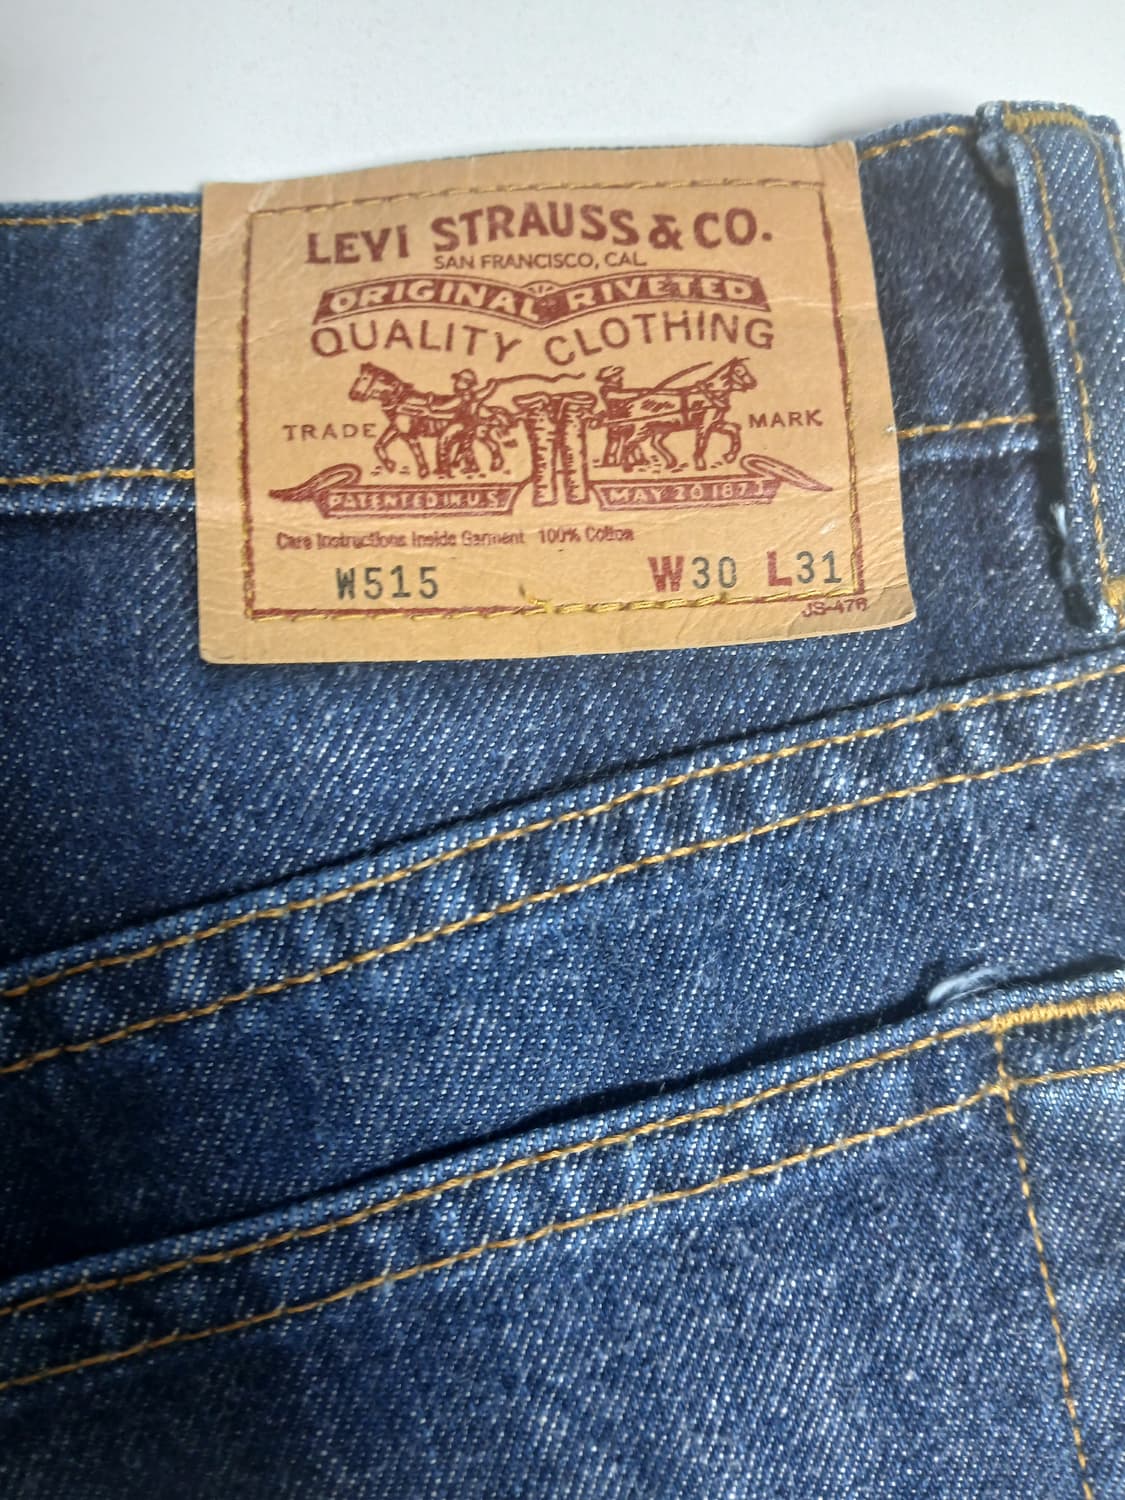 LEVI STRAUSS & CO.
SAN FRANCISCO, CAL.
ORIGINAL RIVETED
QUALITY CLOTHING
TRADE MARK
PATENTED IN U.S. MAY 20 1873
Care Instructions Inside Garment 100% Cotton
W515 W30 L31
JS-476